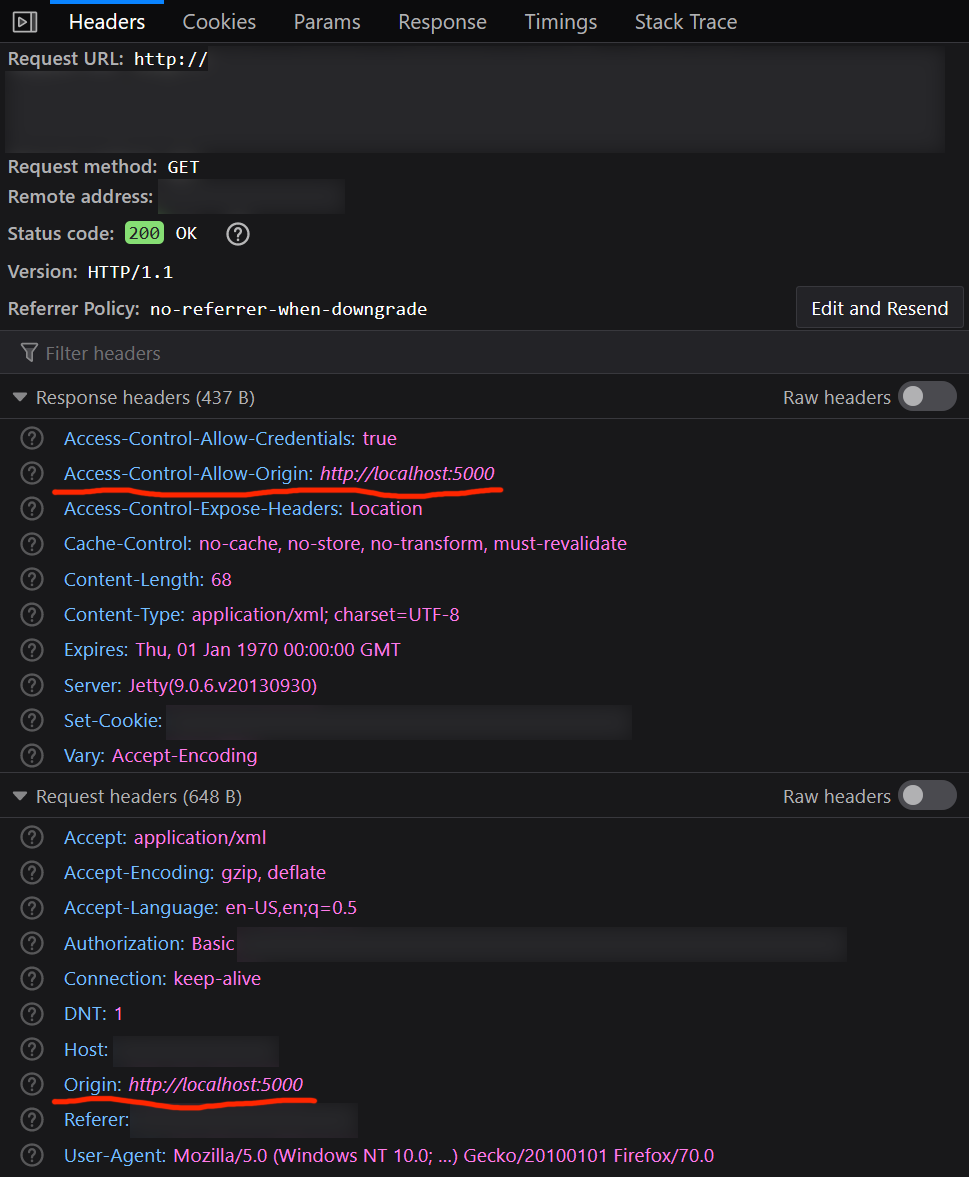 Headers Cookies Params Response Timings Stack Trace
Request URL: http://
Request method: GET
Remote address:
Status code: 200 OK
Version: HTTP/1.1
Referrer Policy: no-referrer-when-downgrade
Edit and Resend
Filter headers
Response headers (437 B) Raw headers
Access-Control-Allow-Credentials: true
Access-Control-Allow-Origin: http://localhost:5000
Access-Control-Expose-Headers: Location
Cache-Control: no-cache, no-store, no-transform, must-revalidate
Content-Length: 68
Content-Type: application/xml; charset=UTF-8
Expires: Thu, 01 Jan 1970 00:00:00 GMT
Server: Jetty(9.0.6.v20130930)
Set-Cookie:
Vary: Accept-Encoding
Request headers (648 B) Raw headers
Accept: application/xml
Accept-Encoding: gzip, deflate
Accept-Language: en-US,en;q=0.5
Authorization: Basic
Connection: keep-alive
DNT: 1
Host:
Origin: http://localhost:5000
Referer:
User-Agent: Mozilla/5.0 (Windows NT 10.0; ...) Gecko/20100101 Firefox/70.0